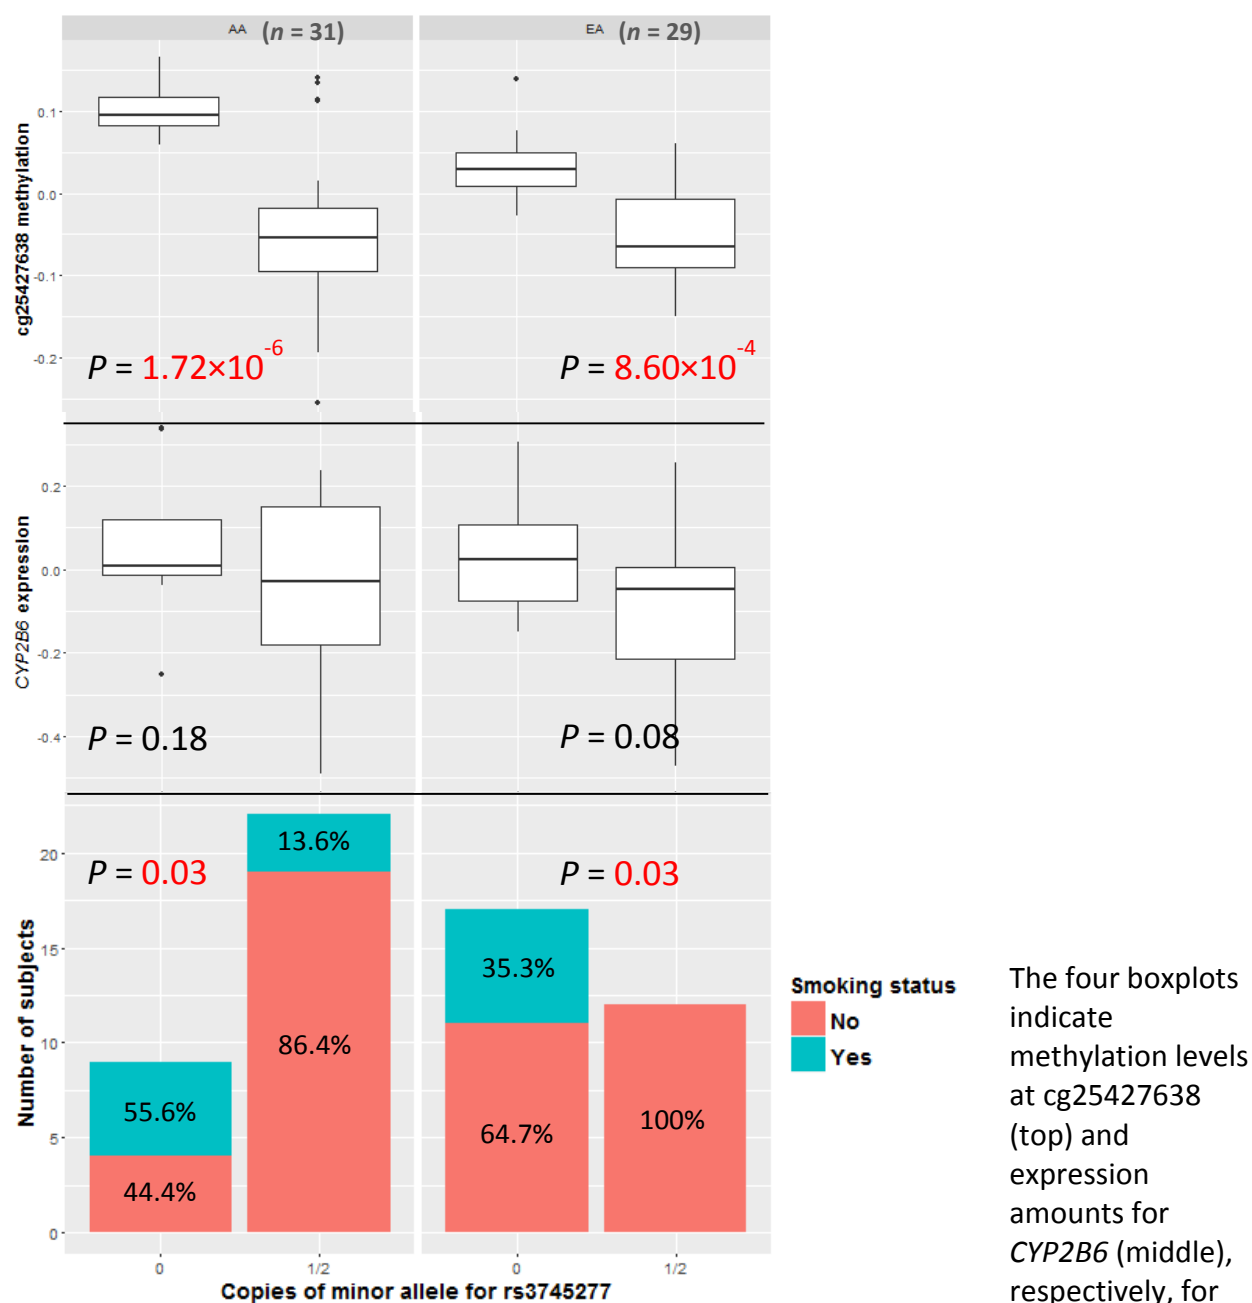 AA (n = 31)
EA (n = 29)
cg25427638 methylation
0.1
0.0
-0.1
-0.2
P = 1.72×10-6
P = 8.60×10-4
CYP2B6 expression
0.2
0.0
-0.2
-0.4
P = 0.18
P = 0.08
Number of subjects
20
15
10
5
0
P = 0.03
P = 0.03
13.6%
86.4%
55.6%
44.4%
35.3%
64.7%
100%
0
1/2
0
1/2
Copies of minor allele for rs3745277
Smoking status
No
Yes
The four boxplots
indicate
methylation levels
at cg25427638
(top) and
expression
amounts for
CYP2B6 (middle),
respectively, for